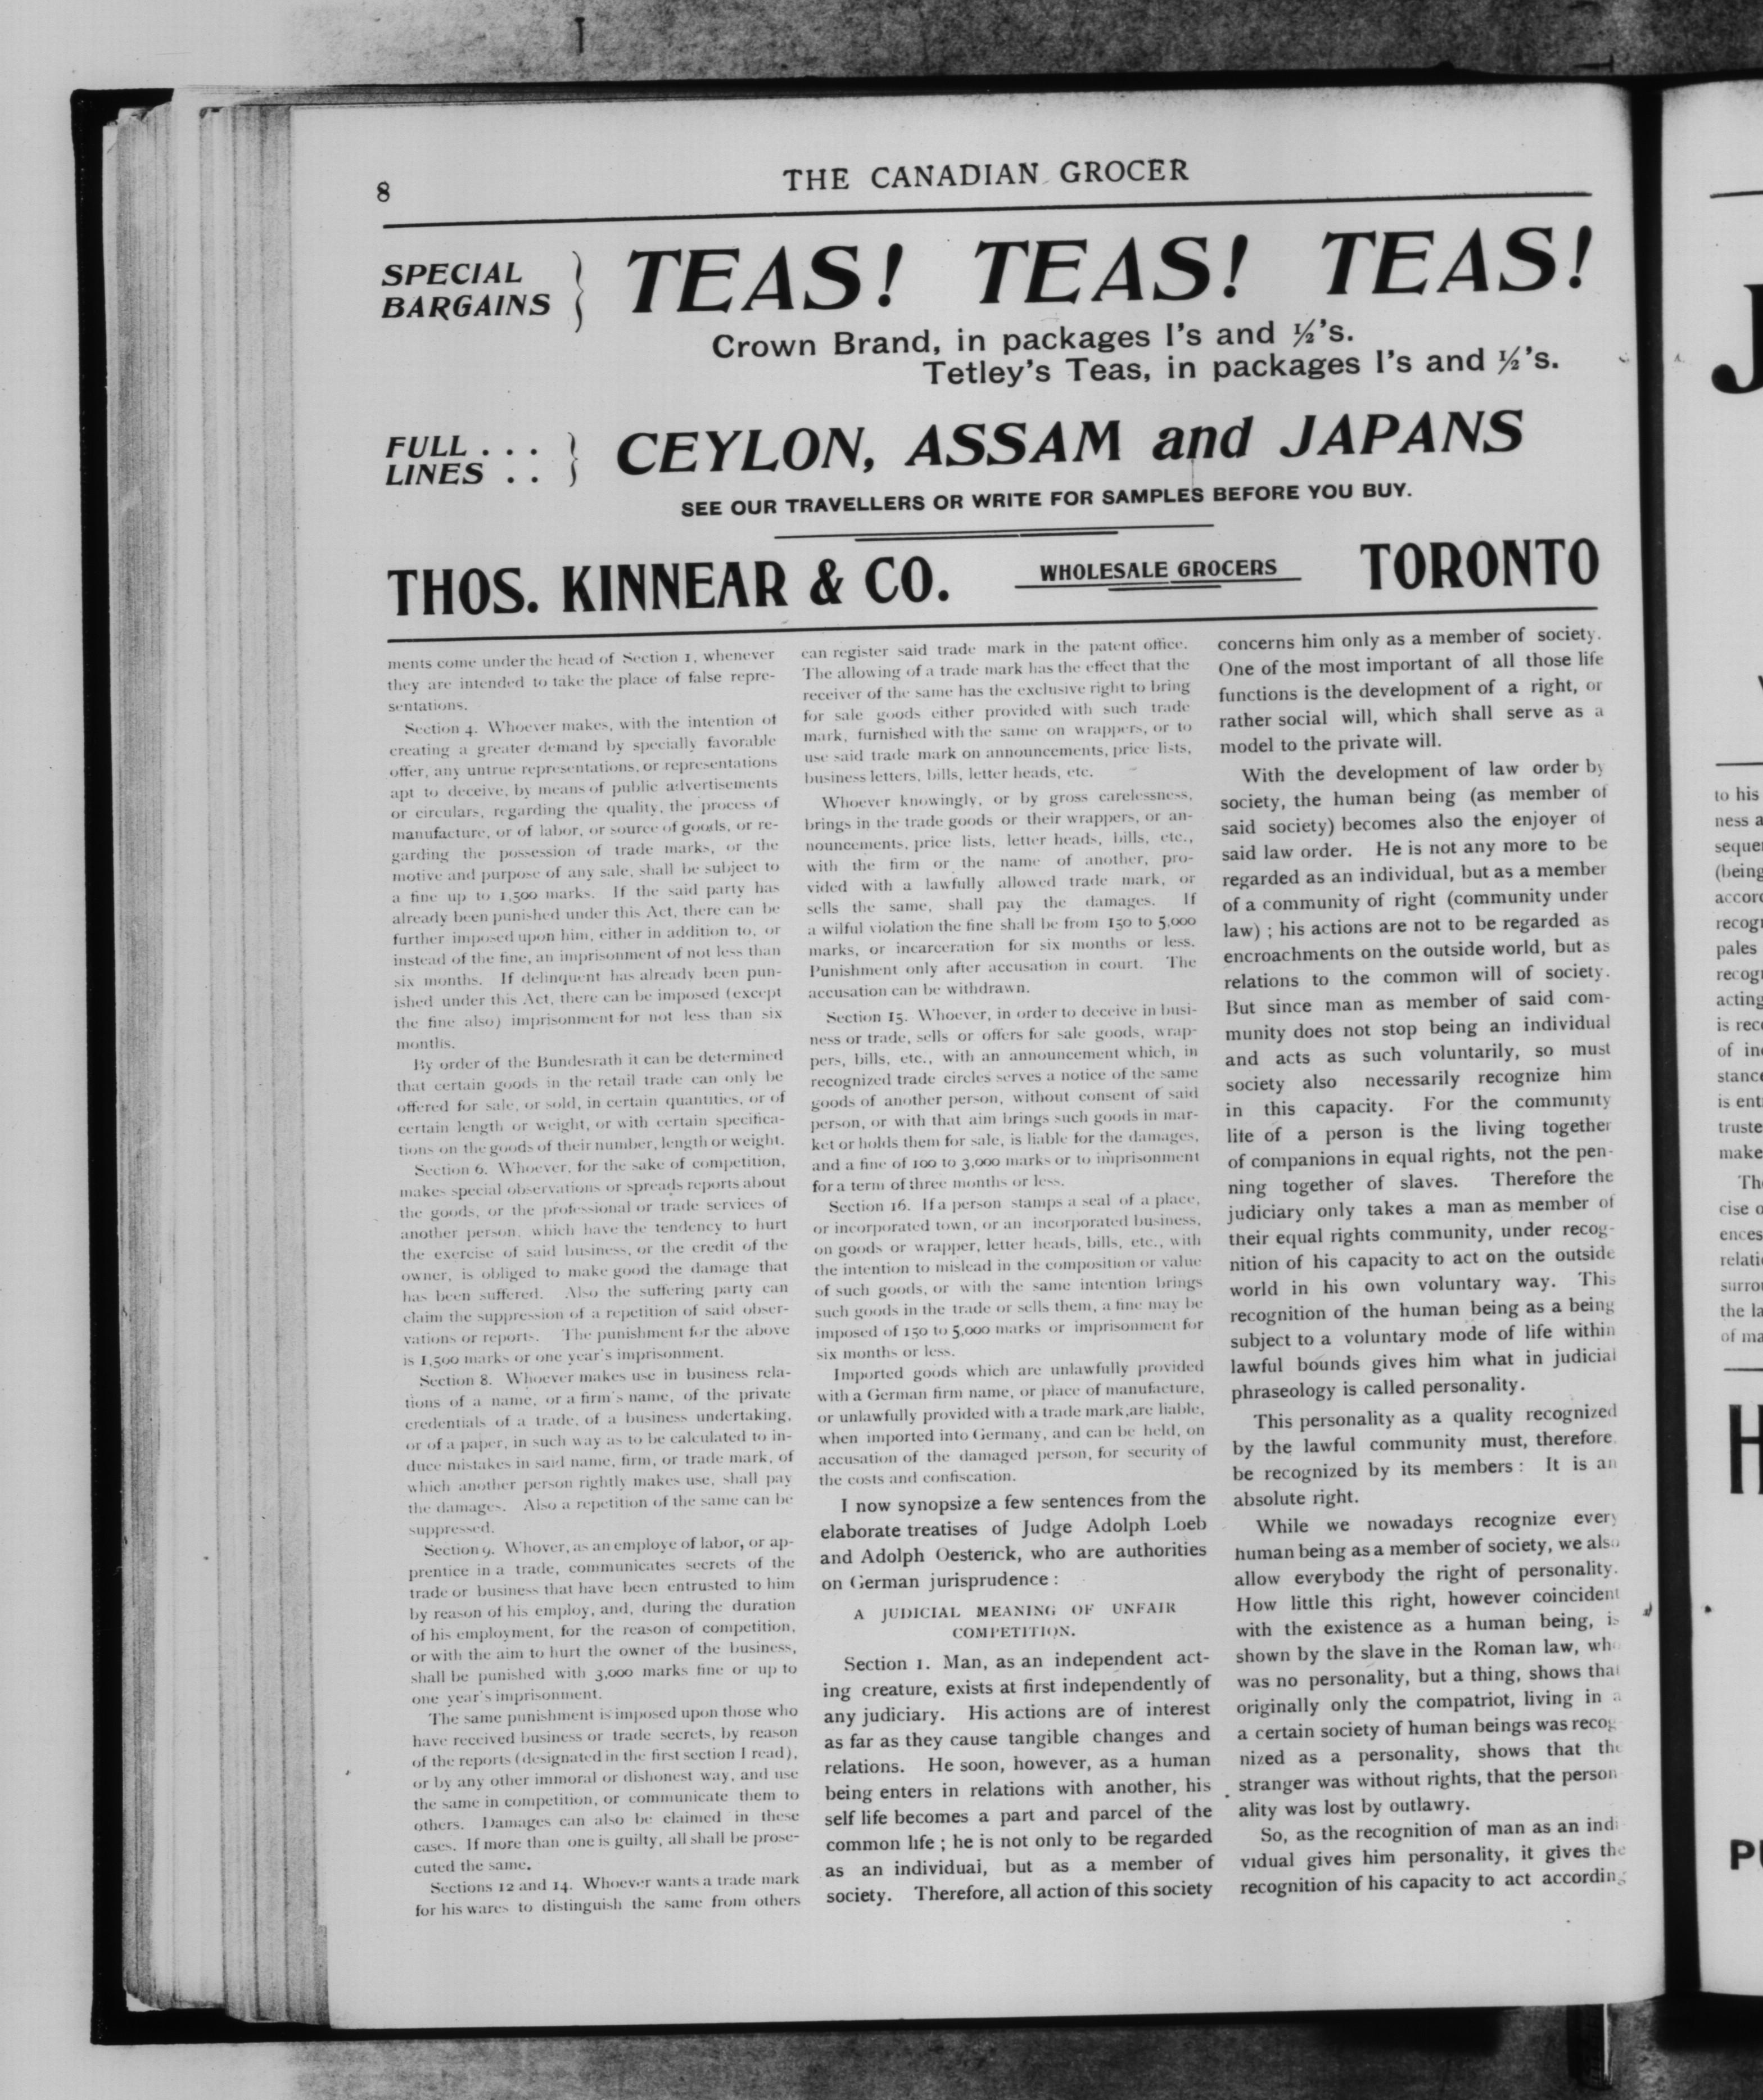 8
THE CANADIAN GROCER
SPECIAL
BARGAINS
TEAS! TEAS! TEAS!
Crown Brand, in packages 1's and ½'s.
Tetley's Teas, in packages 1's and ½'s.
FULL . . .
LINES . .
CEYLON, ASSAM and JAPANS
SEE OUR TRAVELLERS OR WRITE FOR SAMPLES BEFORE YOU BUY.
THOS. KINNEAR & CO.
WHOLESALE GROCERS
TORONTO
ments come under the head of Section 1, whenever
they are intended to take the place of false repre-
sentations.
Section 4. Whoever makes, with the intention of
creating a greater demand by specially favorable
offer, any untrue representations, or representations
apt to deceive, by means of public advertisements
or circulars, regarding the quality, the process of
manufacture, or of labor, or source of goods, or re-
garding the possession of trade marks, or the
motive and purpose of any sale, shall be subject to
a fine up to 1,500 marks. If the said party has
already been punished under this Act, there can be
further imposed upon him, either in addition to, or
instead of the fine, an imprisonment of not less than
six months. If delinquent has already been pun-
ished under this Act, there can be imposed (except
the fine also) imprisonment for not less than six
months.
By order of the Bundesrath it can be determined
that certain goods in the retail trade can only be
offered for sale, or sold, in certain quantities, or of
certain length or weight, or with certain specifica-
tions on the goods of their number, length or weight.
Section 6. Whoever, for the sake of competition,
makes special observations or spreads reports about
the goods, or the professional or trade services of
another person, which have the tendency to hurt
the exercise of said business, or the credit of the
owner, is obliged to make good the damage that
has been suffered. Also the suffering party can
claim the suppression of a repetition of said obser-
vations or reports. The punishment for the above
is 1,500 marks or one year's imprisonment.
Section 8. Whoever makes use in business rela-
tions of a name, or a firm's name, of the private
credentials of a trade, of a business undertaking,
or of a paper, in such way as to be calculated to in-
duce mistakes in said name, firm, or trade mark, of
which another person rightly makes use, shall pay
the damages. Also a repetition of the same can be
suppressed.
Section 9. Whover, as an employe of labor, or ap-
prentice in a trade, communicates secrets of the
trade or business that have been entrusted to him
by reason of his employ, and, during the duration
of his employment, for the reason of competition,
or with the aim to hurt the owner of the business,
shall be punished with 3,000 marks fine or up to
one year's imprisonment.
The same punishment is imposed upon those who
have received business or trade secrets, by reason
of the reports (designated in the first section I read),
or by any other immoral or dishonest way, and use
the same in competition, or communicate them to
others. Damages can also be claimed in these
cases. If more than one is guilty, all shall be prose-
cuted the same.
Sections 12 and 14. Whoever wants a trade mark
for his wares to distinguish the same from others
can register said trade mark in the patent office.
The allowing of a trade mark has the effect that the
receiver of the same has the exclusive right to bring
for sale goods either provided with such trade
mark, furnished with the same on wrappers, or to
use said trade mark on announcements, price lists,
business letters, bills, letter heads, etc.
Whoever knowingly, or by gross carelessness,
brings in the trade goods or their wrappers, or an-
nouncements, price lists, letter heads, bills, etc.,
with the firm or the name of another, pro-
vided with a lawfully allowed trade mark, or
sells the same, shall pay the damages. If
a wilful violation the fine shall be from 150 to 5,000
marks, or incarceration for six months or less.
Punishment only after accusation in court. The
accusation can be withdrawn.
Section 15. Whoever, in order to deceive in busi-
ness or trade, sells or offers for sale goods, wrap-
pers, bills, etc., with an announcement which, in
recognized trade circles serves a notice of the same
goods of another person, without consent of said
person, or with that aim brings such goods in mar-
ket or holds them for sale, is liable for the damages,
and a fine of 100 to 3,000 marks or to imprisonment
for a term of three months or less.
Section 16. If a person stamps a seal of a place,
or incorporated town, or an incorporated business,
on goods or wrapper, letter heads, bills, etc., with
the intention to mislead in the composition or value
of such goods, or with the same intention brings
such goods in the trade or sells them, a fine may be
imposed of 150 to 5,000 marks or imprisonment for
six months or less.
Imported goods which are unlawfully provided
with a German firm name, or place of manufacture,
or unlawfully provided with a trade mark,are liable,
when imported into Germany, and can be held, on
accusation of the damaged person, for security of
the costs and confiscation.
I now synopsize a few sentences from the
elaborate treatises of Judge Adolph Loeb
and Adolph Oesterick, who are authorities
on German jurisprudence :
A JUDICIAL MEANING OF UNFAIR
COMPETITION.
Section 1. Man, as an independent act-
ing creature, exists at first independently of
any judiciary. His actions are of interest
as far as they cause tangible changes and
relations. He soon, however, as a human
being enters in relations with another, his
self life becomes a part and parcel of the
common life ; he is not only to be regarded
as an individual, but as a member of
society. Therefore, all action of this society
concerns him only as a member of society.
One of the most important of all those life
functions is the development of a right, or
rather social will, which shall serve as a
model to the private will.
With the development of law order by
society, the human being (as member of
said society) becomes also the enjoyer of
said law order. He is not any more to be
regarded as an individual, but as a member
of a community of right (community under
law) ; his actions are not to be regarded as
encroachments on the outside world, but as
relations to the common will of society.
But since man as member of said com-
munity does not stop being an individual
and acts as such voluntarily, so must
society also necessarily recognize him
in this capacity. For the community
life of a person is the living together
of companions in equal rights, not the pen-
ning together of slaves. Therefore the
judiciary only takes a man as member of
their equal rights community, under recog-
nition of his capacity to act on the outside
world in his own voluntary way. This
recognition of the human being as a being
subject to a voluntary mode of life within
lawful bounds gives him what in judicial
phraseology is called personality.
This personality as a quality recognized
by the lawful community must, therefore
be recognized by its members : It is an
absolute right.
While we nowadays recognize every
human being as a member of society, we also
allow everybody the right of personality.
How little this right, however coincident
with the existence as a human being, is
shown by the slave in the Roman law, who
was no personality, but a thing, shows that
originally only the compatriot, living in a
a certain society of human beings was recog
nized as a personality, shows that the
stranger was without rights, that the person
ality was lost by outlawry.
So, as the recognition of man as an indi
vidual gives him personality, it gives the
recognition of his capacity to act according
J
to his
ness a
(being
pales
acting
of in
is ent
make
Th
cise o
ences
the la
of ma
H